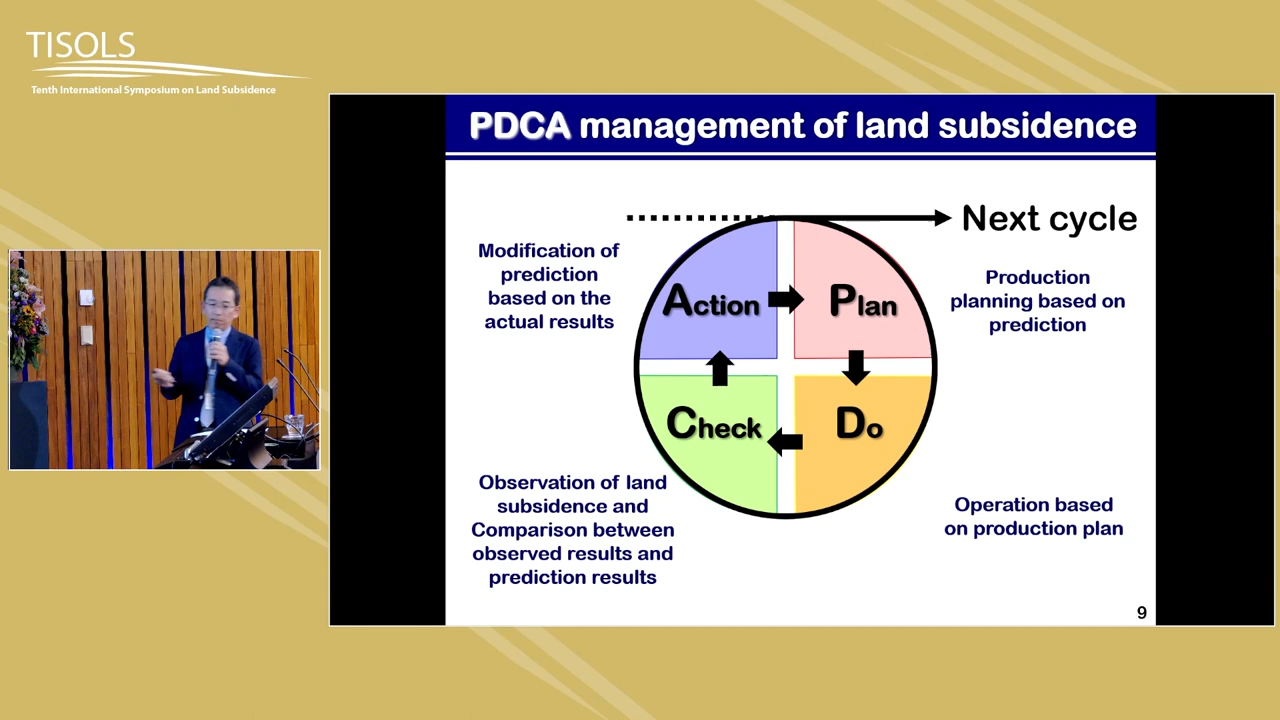 TISOLS
Tenth International Symposium on Land Subsidence
PDCA management of land subsidence
Next cycle
Modification of
prediction
based on the
actual results
Action
Plan
Production
planning based on
prediction
Check
Do
Observation of land
subsidence and
Comparison between
observed results and
prediction results
Operation based
on production plan
9